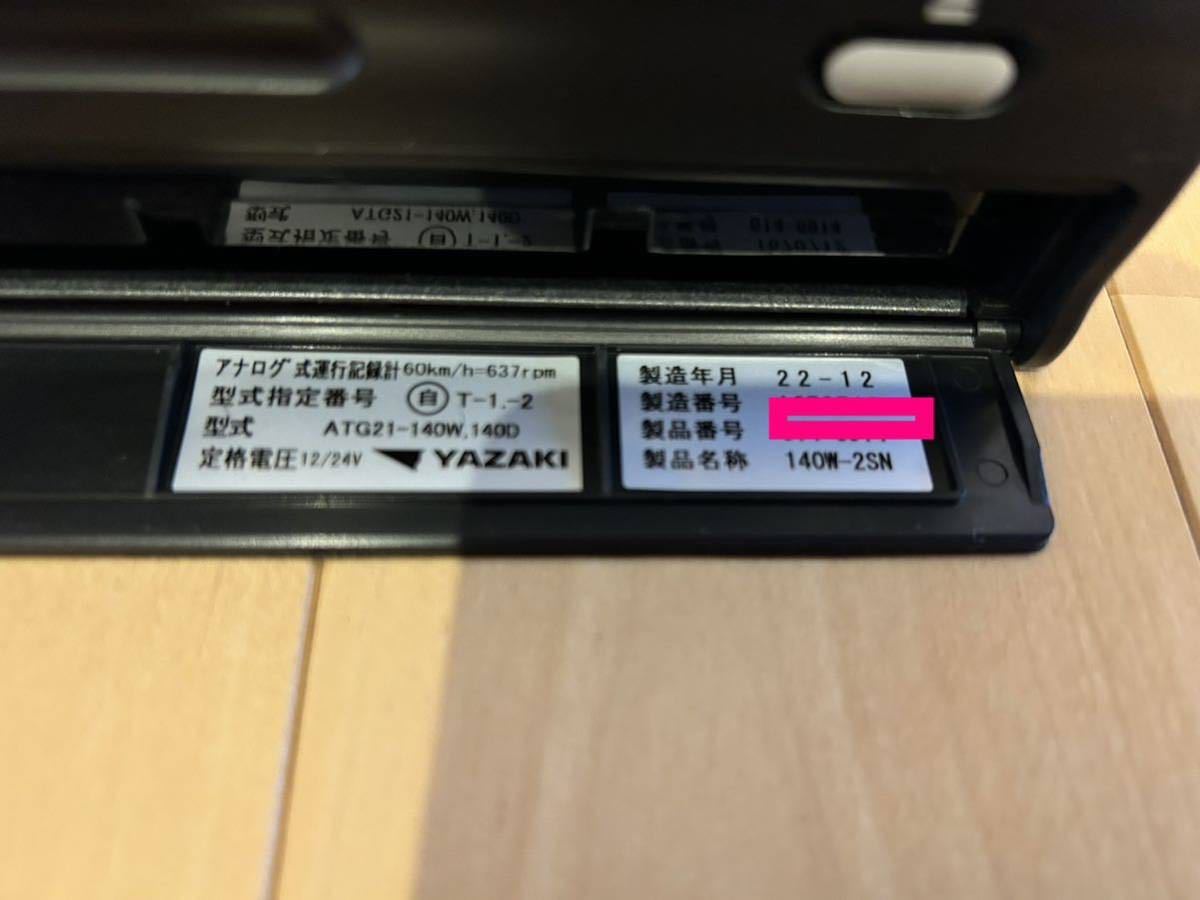 アナログ式運行記録計60km/h=637rpm
型式指定番号 自 T-1.-2
型式 ATG21-140W,140D
定格電圧12/24V YAZAKI
製造年月 22-12
製造番号
製品番号
製品名称 140W-2SN